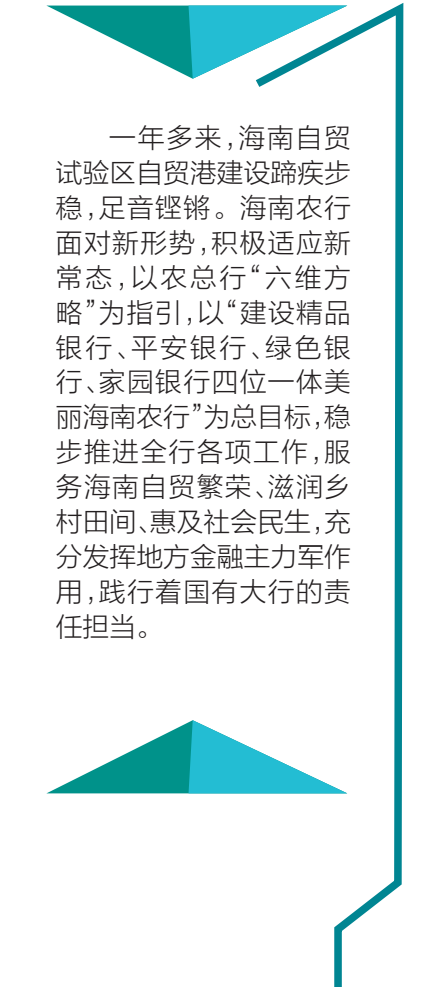 一年多来,海南自贸
试验区自贸港建设蹄疾步
稳,足音铿锵。海南农行
面对新形势,积极适应新
常态,以农总行“六维方
略”为指引,以“建设精品
银行、平安银行、绿色银
行、家园银行四位一体美
丽海南农行”为总目标,稳
步推进全行各项工作,服
务海南自贸繁荣、滋润乡
村田间、惠及社会民生,充
分发挥地方金融主力军作
用,践行着国有大行的责
任担当。